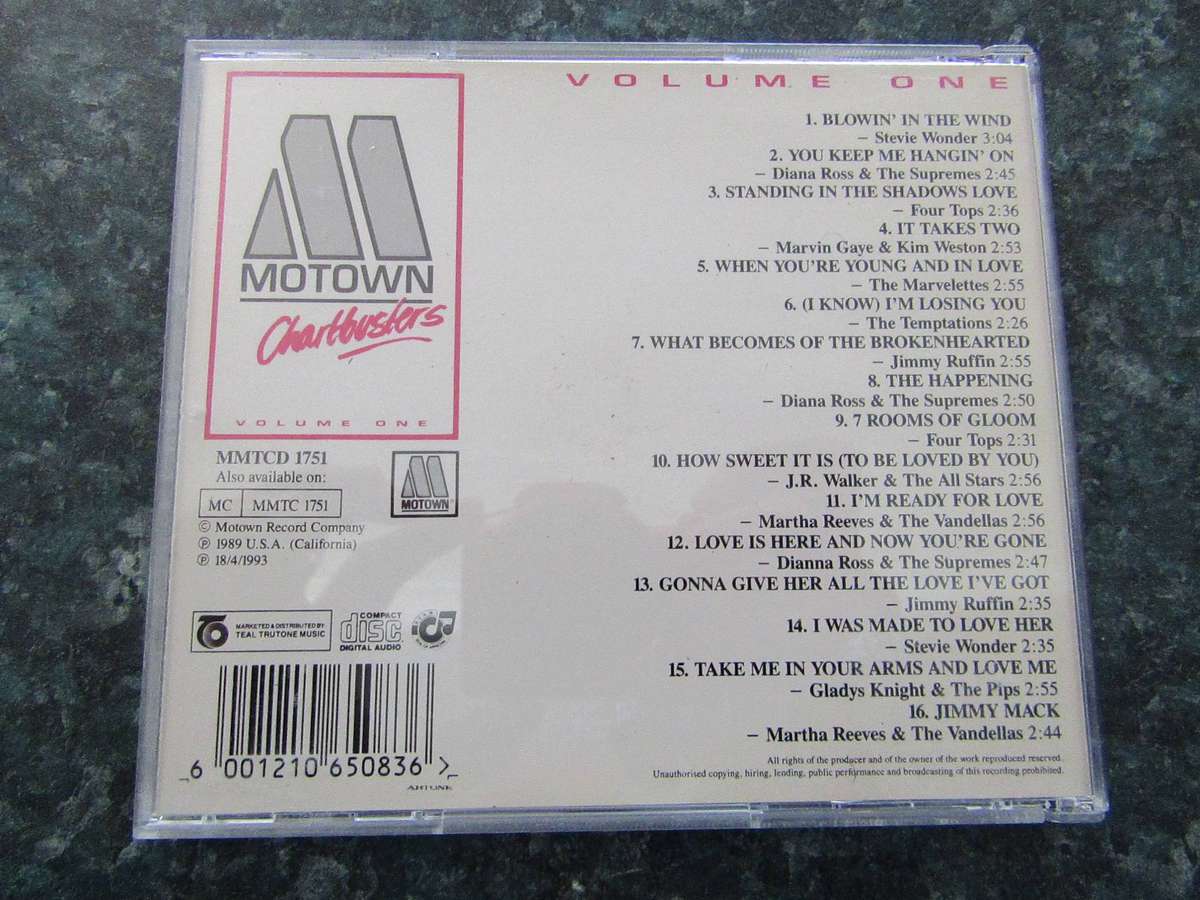 VOLUME ONE
1. BLOWIN' IN THE WIND
– Stevie Wonder 3:04
2. YOU KEEP ME HANGIN' ON
– Diana Ross & The Supremes 2:45
3. STANDING IN THE SHADOWS LOVE
– Four Tops 2:36
4. IT TAKES TWO
– Marvin Gaye & Kim Weston 2:53
5. WHEN YOU'RE YOUNG AND IN LOVE
– The Marvelettes 2:55
6. (I KNOW) I'M LOSING YOU
– The Temptations 2:26
7. WHAT BECOMES OF THE BROKENHEARTED
– Jimmy Ruffin 2:55
8. THE HAPPENING
– Diana Ross & The Supremes 2:50
9. 7 ROOMS OF GLOOM
– Four Tops 2:31
10. HOW SWEET IT IS (TO BE LOVED BY YOU)
– J.R. Walker & The All Stars 2:56
11. I'M READY FOR LOVE
– Martha Reeves & The Vandellas 2:56
12. LOVE IS HERE AND NOW YOU'RE GONE
– Dianna Ross & The Supremes 2:47
13. GONNA GIVE HER ALL THE LOVE I'VE GOT
– Jimmy Ruffin 2:35
14. I WAS MADE TO LOVE HER
– Stevie Wonder 2:35
15. TAKE ME IN YOUR ARMS AND LOVE ME
– Gladys Knight & The Pips 2:55
16. JIMMY MACK
– Martha Reeves & The Vandellas 2:44
All rights of the producer and of the owner of the work reproduced reserved.
Unauthorised copying, hiring, lending, public performance and broadcasting of this recording prohibited.
MOTOWN
Chartbusters
VOLUME ONE
MMTCD 1751
Also available on:
MC MMTC 1751
© Motown Record Company
℗ 1989 U.S.A. (California)
℗ 18/4/1993
MOTOWN®
MARKETED & DISTRIBUTED BY
TEAL TRUTONE MUSIC
COMPACT
disc
DIGITAL AUDIO
6 001210 650836 >